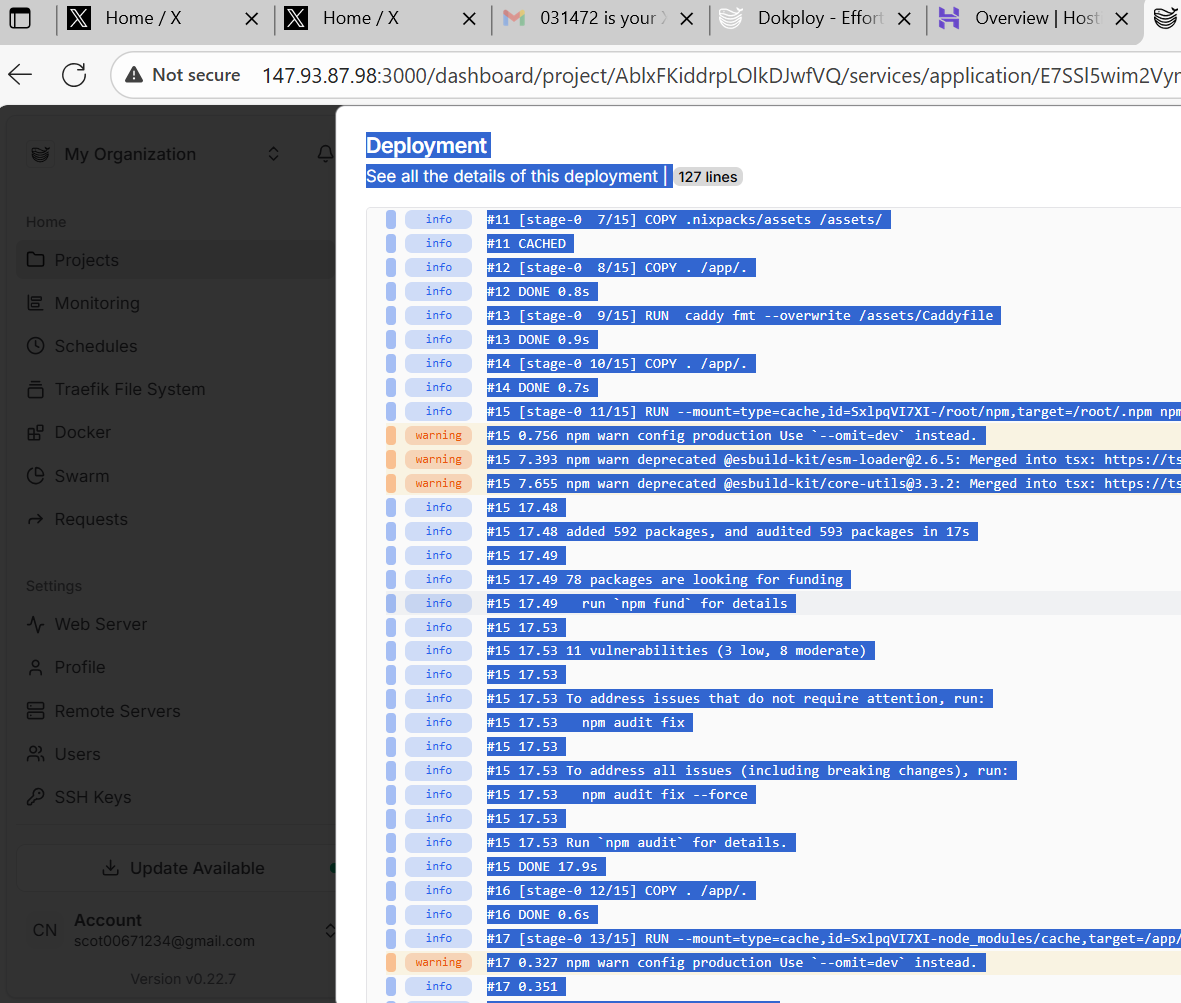 Home / X
Home / X
031472 is your X
Dokploy - Effort
Overview | Host
Not secure
147.93.87.98:3000/dashboard/project/AblxFKiddrpLOlkDJwfVQ/services/application/E7SSl5wim2Vyr
My Organization
Home
Projects
Monitoring
Schedules
Traefik File System
Docker
Swarm
Requests
Settings
Web Server
Profile
Remote Servers
Users
SSH Keys
Update Available
CN
Account
scot00671234@gmail.com
Version v0.22.7
Deployment
See all the details of this deployment | 127 lines
info #11 [stage-0  7/15] COPY .nixpacks/assets /assets/
info #11 CACHED
info #12 [stage-0  8/15] COPY . /app/.
info #12 DONE 0.8s
info #13 [stage-0  9/15] RUN  caddy fmt --overwrite /assets/Caddyfile
info #13 DONE 0.9s
info #14 [stage-0 10/15] COPY . /app/.
info #14 DONE 0.7s
info #15 [stage-0 11/15] RUN --mount=type=cache,id=SxlpqVI7XI-/root/npm,target=/root/.npm npm
warning #15 0.756 npm warn config production Use `--omit=dev` instead.
warning #15 7.393 npm warn deprecated @esbuild-kit/esm-loader@2.6.5: Merged into tsx: https://ts
warning #15 7.655 npm warn deprecated @esbuild-kit/core-utils@3.3.2: Merged into tsx: https://ts
info #15 17.48
info #15 17.48 added 592 packages, and audited 593 packages in 17s
info #15 17.49
info #15 17.49 78 packages are looking for funding
info #15 17.49   run `npm fund` for details
info #15 17.53
info #15 17.53 11 vulnerabilities (3 low, 8 moderate)
info #15 17.53
info #15 17.53 To address issues that do not require attention, run:
info #15 17.53   npm audit fix
info #15 17.53
info #15 17.53 To address all issues (including breaking changes), run:
info #15 17.53   npm audit fix --force
info #15 17.53
info #15 17.53 Run `npm audit` for details.
info #15 DONE 17.9s
info #16 [stage-0 12/15] COPY . /app/.
info #16 DONE 0.6s
info #17 [stage-0 13/15] RUN --mount=type=cache,id=SxlpqVI7XI-node_modules/cache,target=/app/
warning #17 0.327 npm warn config production Use `--omit=dev` instead.
info #17 0.351